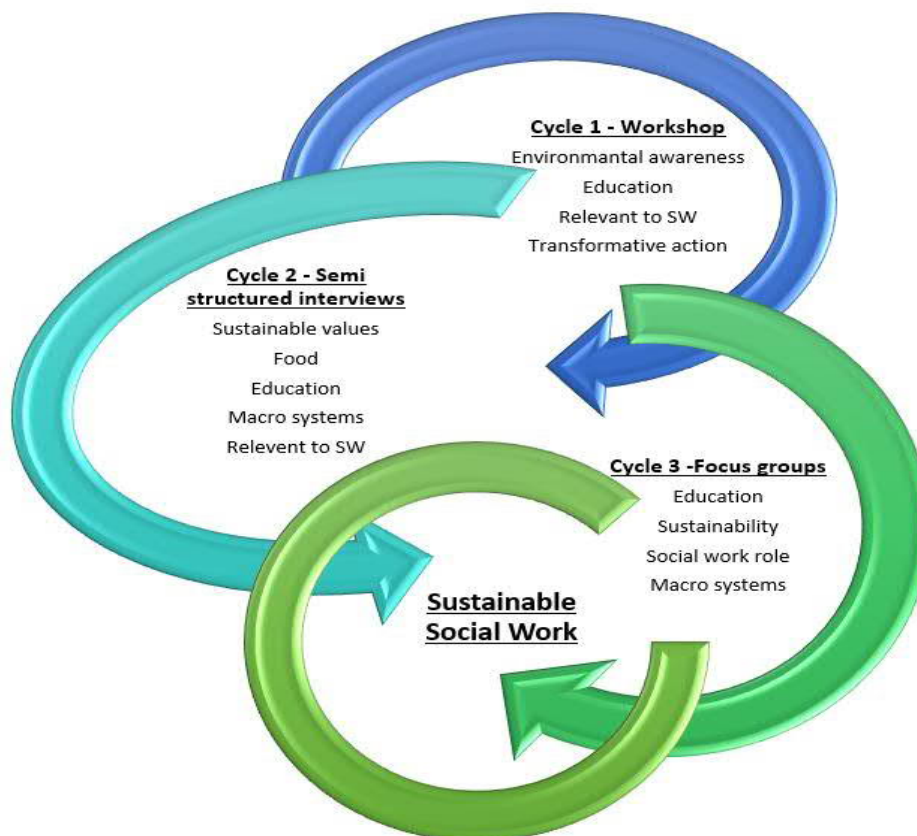 Cycle 1 - Workshop
Environmantal awareness
Education
Relevant to SW
Transformative action
Cycle 2 - Semi
structured interviews
Sustainable values
Food
Education
Macro systems
Relevent to SW
Cycle 3 -Focus groups
Education
Sustainability
Social work role
Macro systems
Sustainable
Social Work